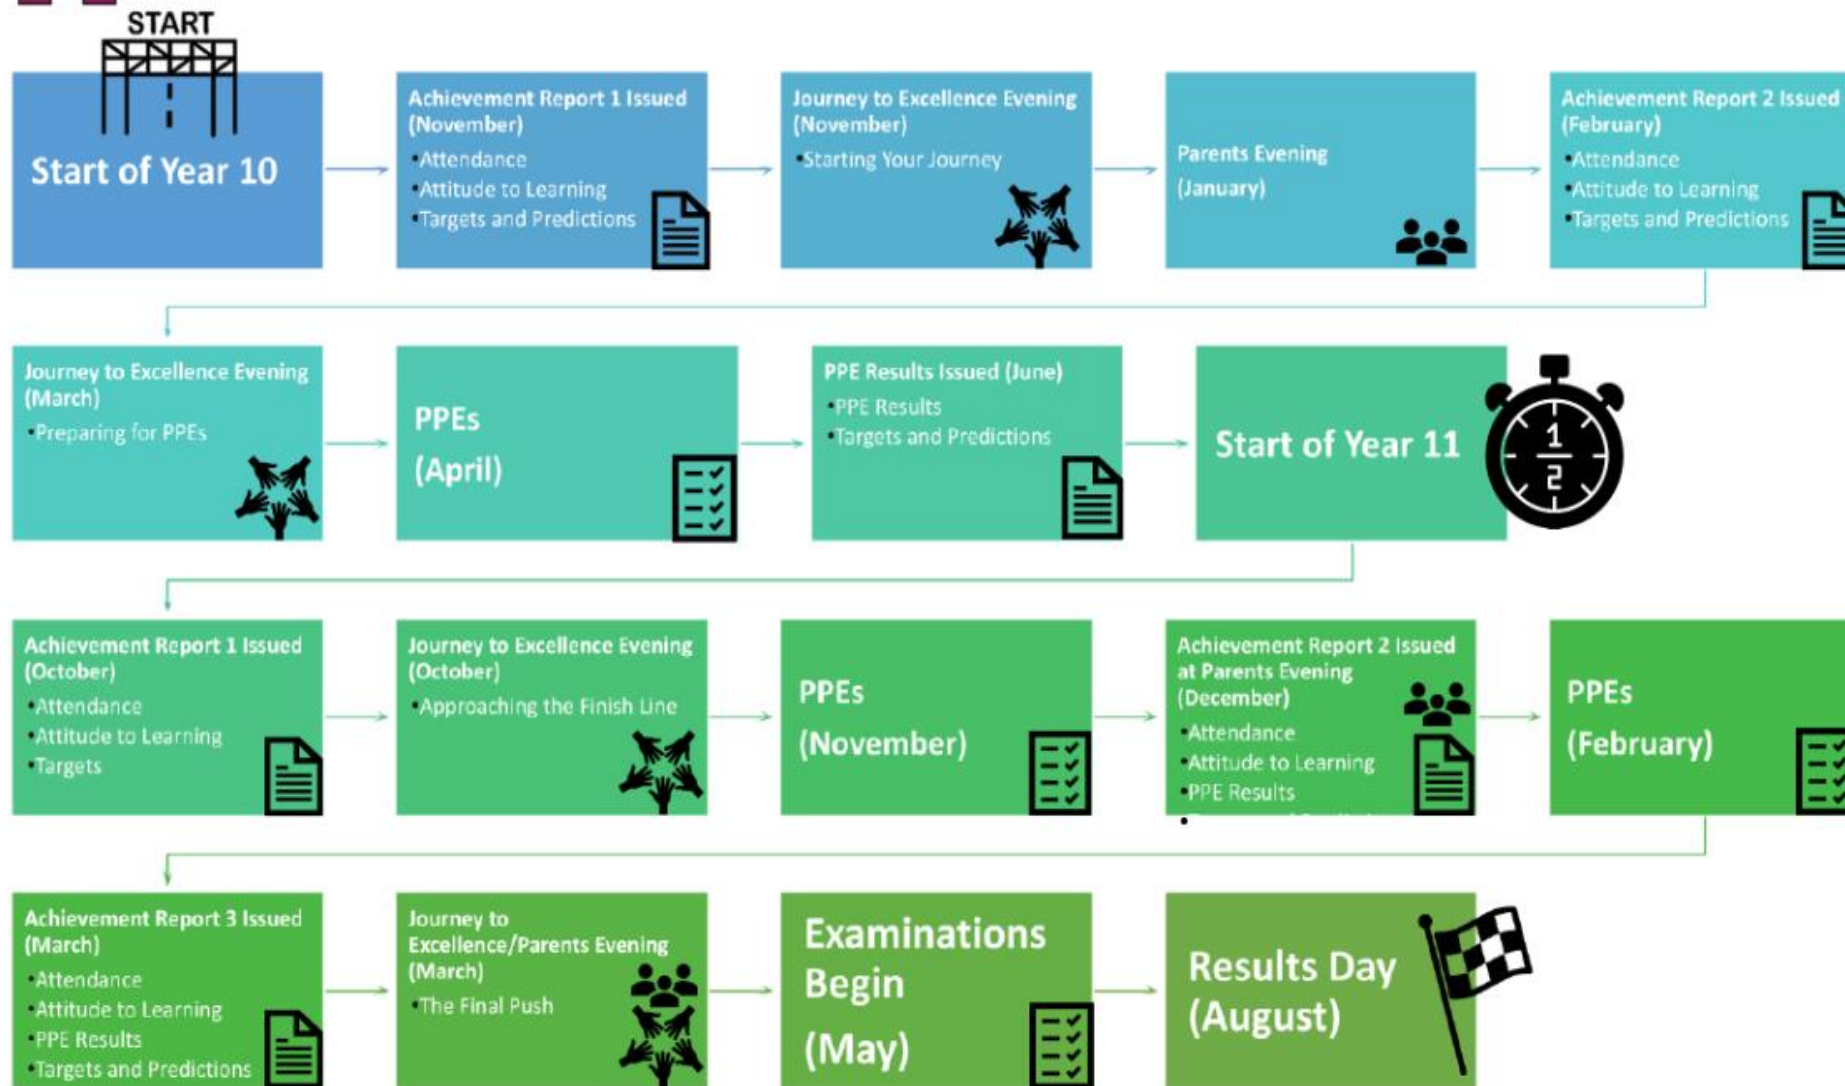 START
Start of Year 10
Achievement Report 1 Issued
(November)
•Attendance
•Attitude to Learning
•Targets and Predictions
Journey to Excellence Evening
(November)
•Starting Your Journey
Parents Evening
(January)
Achievement Report 2 Issued
(February)
•Attendance
•Attitude to Learning
•Targets and Predictions
Journey to Excellence Evening
(March)
•Preparing for PPEs
PPEs
(April)
PPE Results Issued (June)
•PPE Results
•Targets and Predictions
Start of Year 11
1
2
Achievement Report 1 Issued
(October)
•Attendance
•Attitude to Learning
•Targets
Journey to Excellence Evening
(October)
•Approaching the Finish Line
PPEs
(November)
Achievement Report 2 Issued
at Parents Evening
(December)
•Attendance
•Attitude to Learning
•PPE Results
PPEs
(February)
Achievement Report 3 Issued
(March)
•Attendance
•Attitude to Learning
•PPE Results
•Targets and Predictions
Journey to
Excellence/Parents Evening
(March)
•The Final Push
Examinations
Begin
(May)
Results Day
(August)